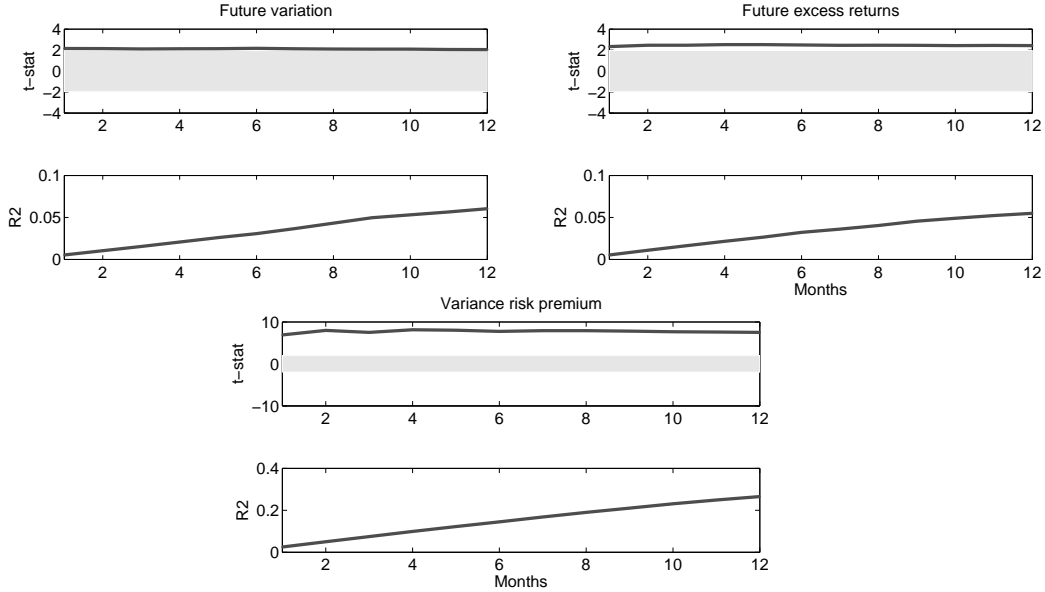 Future variation
4
2
0
−2
−4
t−stat
2 4 6 8 10 12
0.1
0.05
0
R2
2 4 6 8 10 12
Future excess returns
4
2
0
−2
−4
t−stat
2 4 6 8 10 12
0.1
0.05
0
R2
2 4 6 8 10 12
Months
Variance risk premium
10
0
−10
t−stat
2 4 6 8 10 12
0.4
0.2
0
R2
2 4 6 8 10 12
Months